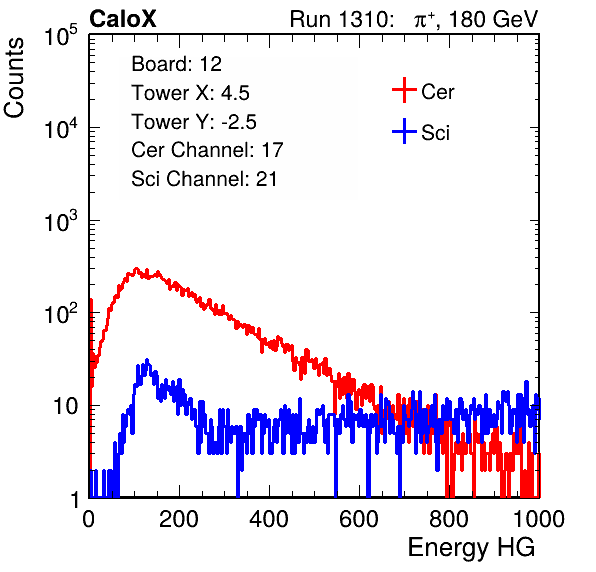 CaloX Run 1310: π⁺, 180 GeV
Counts
10⁵
10⁴
10³
10²
10
1
Board: 12
Tower X: 4.5
Tower Y: -2.5
Cer Channel: 17
Sci Channel: 21
Cer
Sci
0 200 400 600 800 1000
Energy HG